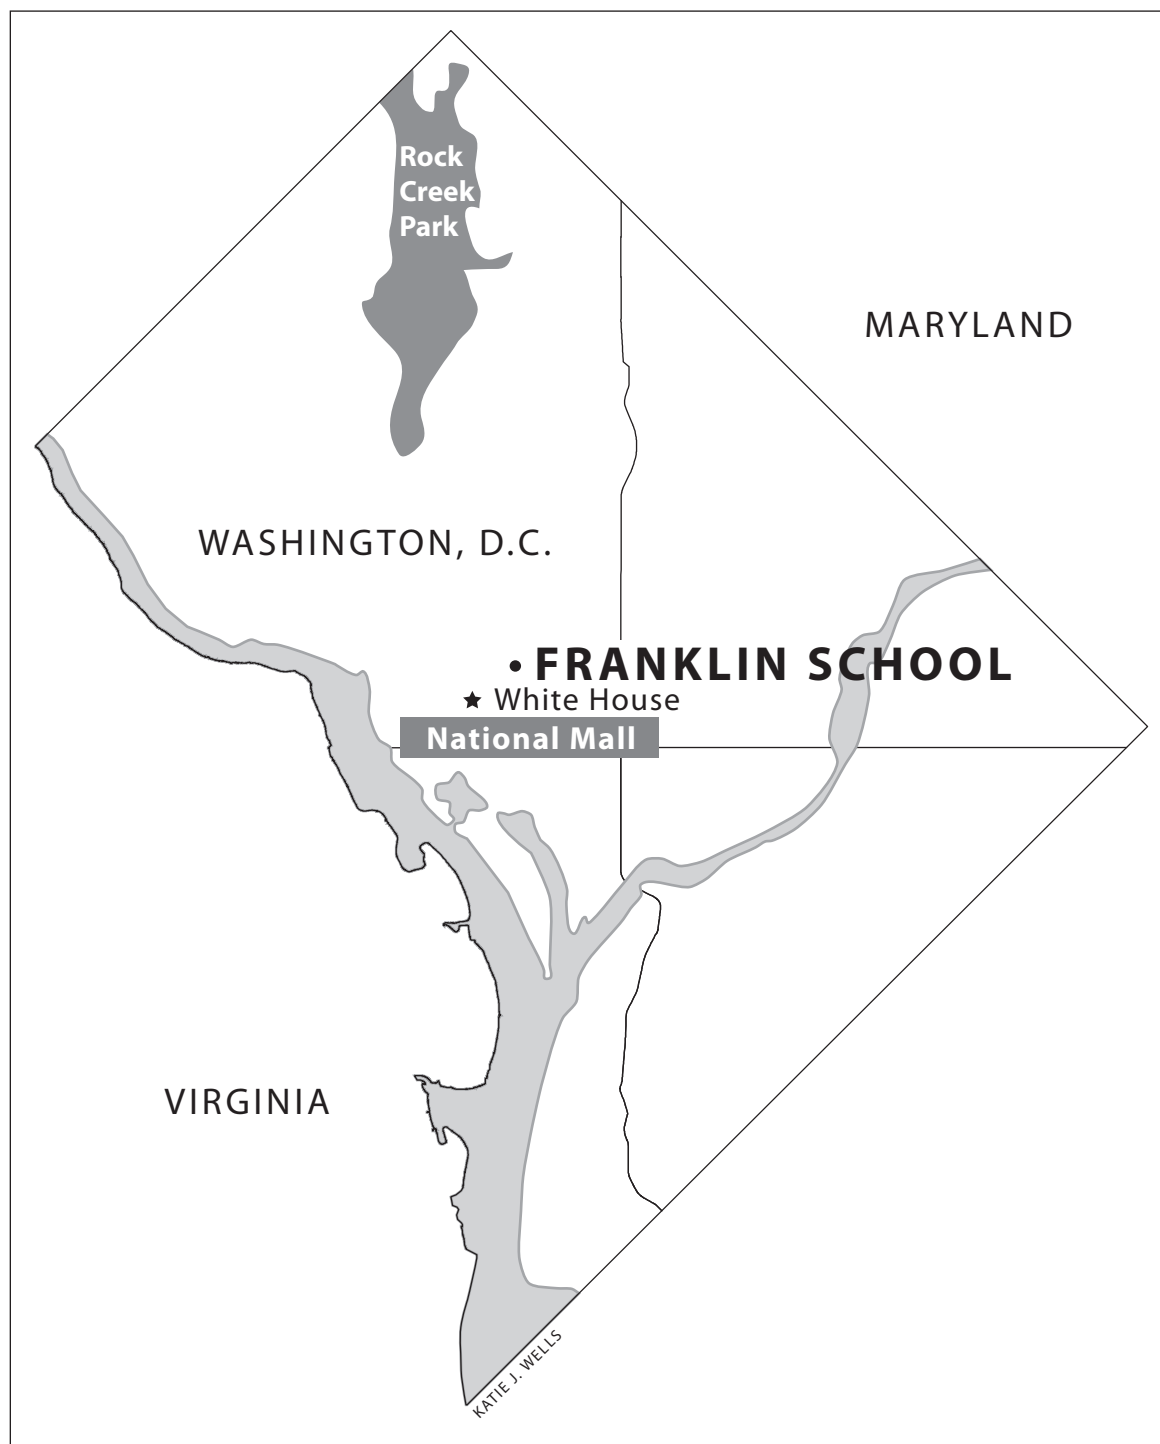 Rock
Creek
Park
MARYLAND
WASHINGTON, D.C.
FRANKLIN SCHOOL
White House
National Mall
VIRGINIA
KATIE J. WELLS